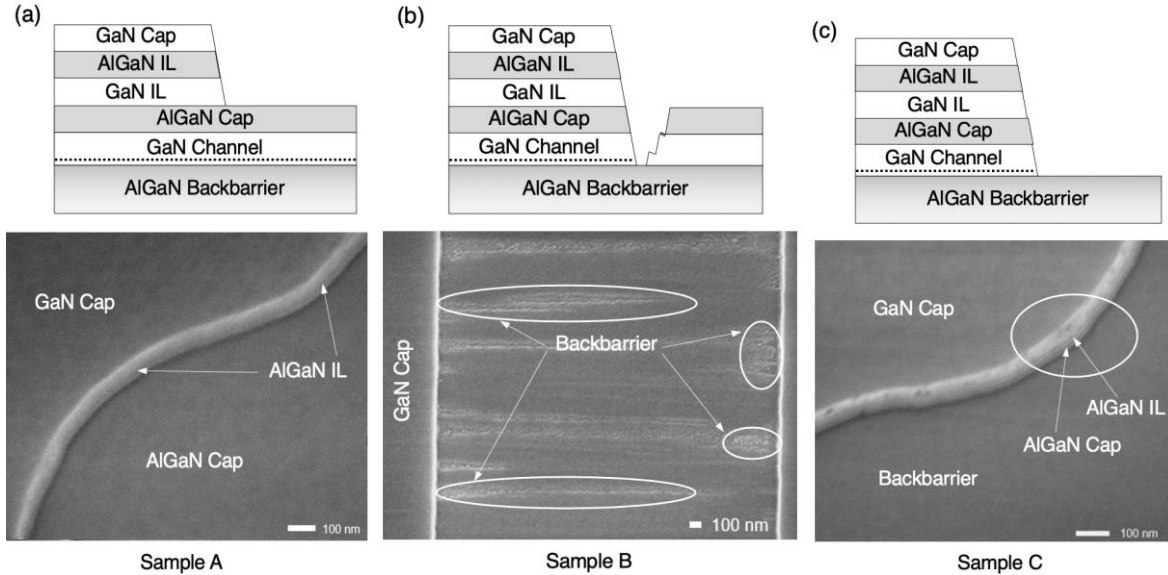 (a)
GaN Cap
AlGaN IL
GaN IL
AlGaN Cap
GaN Channel
AlGaN Backbarrier
GaN Cap
AlGaN IL
AlGaN Cap
100 nm
Sample A
(b)
GaN Cap
AlGaN IL
GaN IL
AlGaN Cap
GaN Channel
AlGaN Backbarrier
GaN Cap
Backbarrier
100 nm
Sample B
(c)
GaN Cap
AlGaN IL
GaN IL
AlGaN Cap
GaN Channel
AlGaN Backbarrier
GaN Cap
AlGaN IL
AlGaN Cap
Backbarrier
100 nm
Sample C